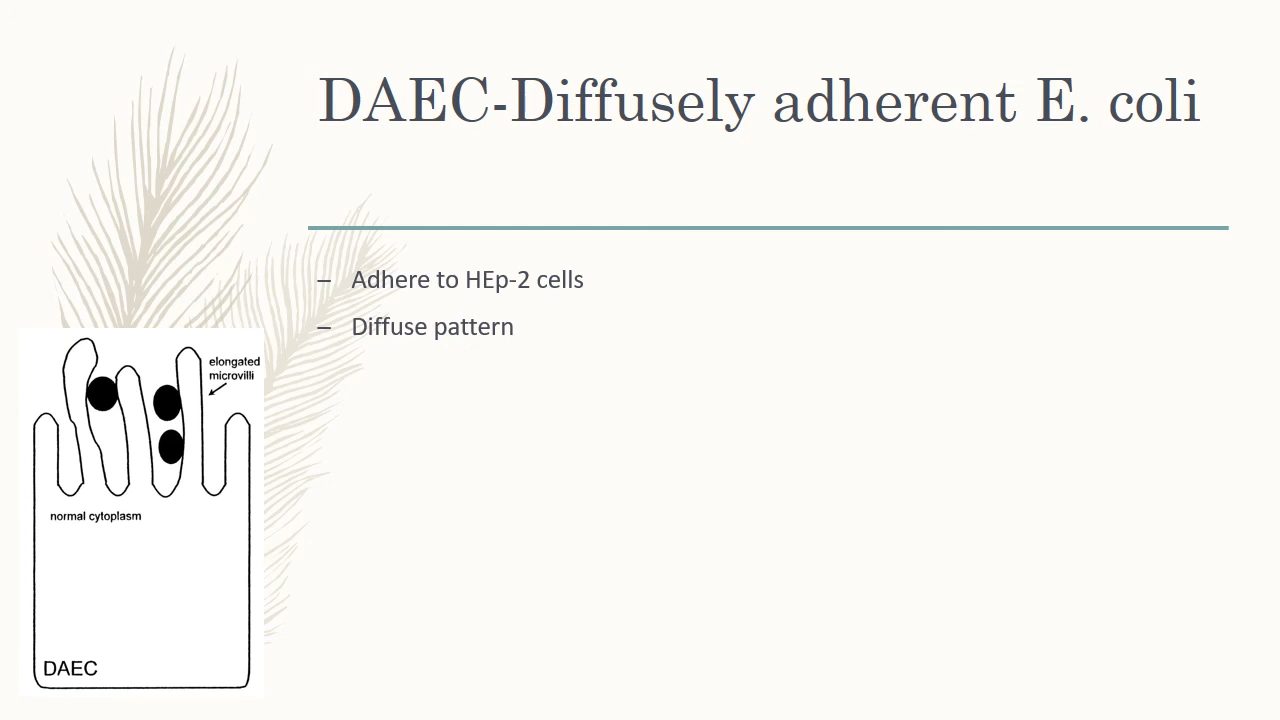 DAEC-Diffusely adherent E. coli
– Adhere to HEp-2 cells
– Diffuse pattern
elongated
microvilli
normal cytoplasm
DAEC